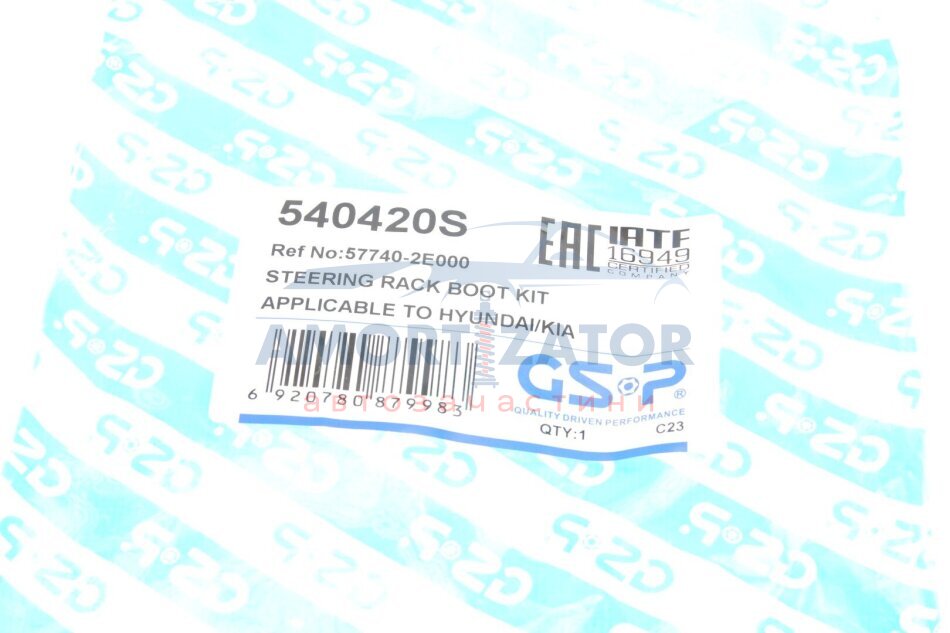 540420S
Ref No:57740-2E000
STEERING RACK BOOT KIT
APPLICABLE TO HYUNDAI/KIA
EAC
IATF
16949
CERTIFIED
COMPANY
AMORTIZATOR
автозапчастини
6 920780 879983
GSP®
QUALITY DRIVEN PERFORMANCE
QTY:1
C23